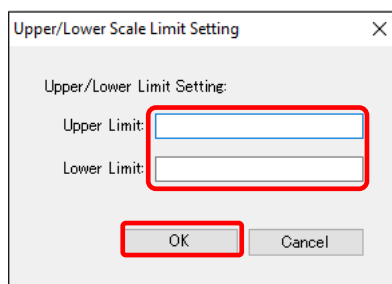 Upper/Lower Scale Limit Setting
Upper/Lower Limit Setting:
Upper Limit:
Lower Limit:
OK Cancel